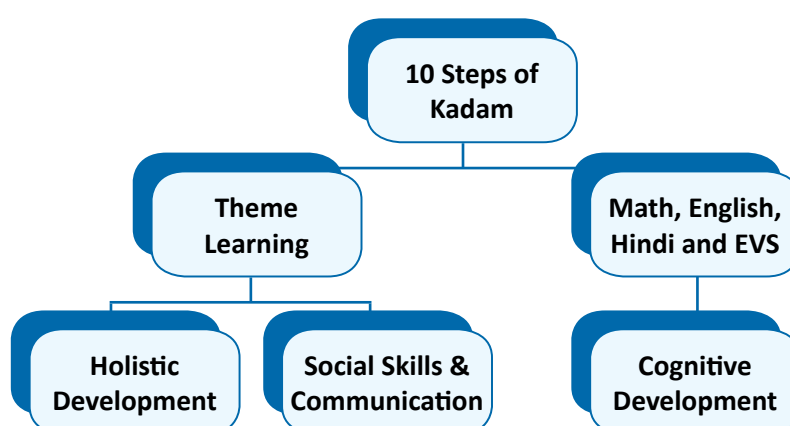 10 Steps of
Kadam
Theme
Learning
Math, English,
Hindi and EVS
Holistic
Development
Social Skills &
Communication
Cognitive
Development